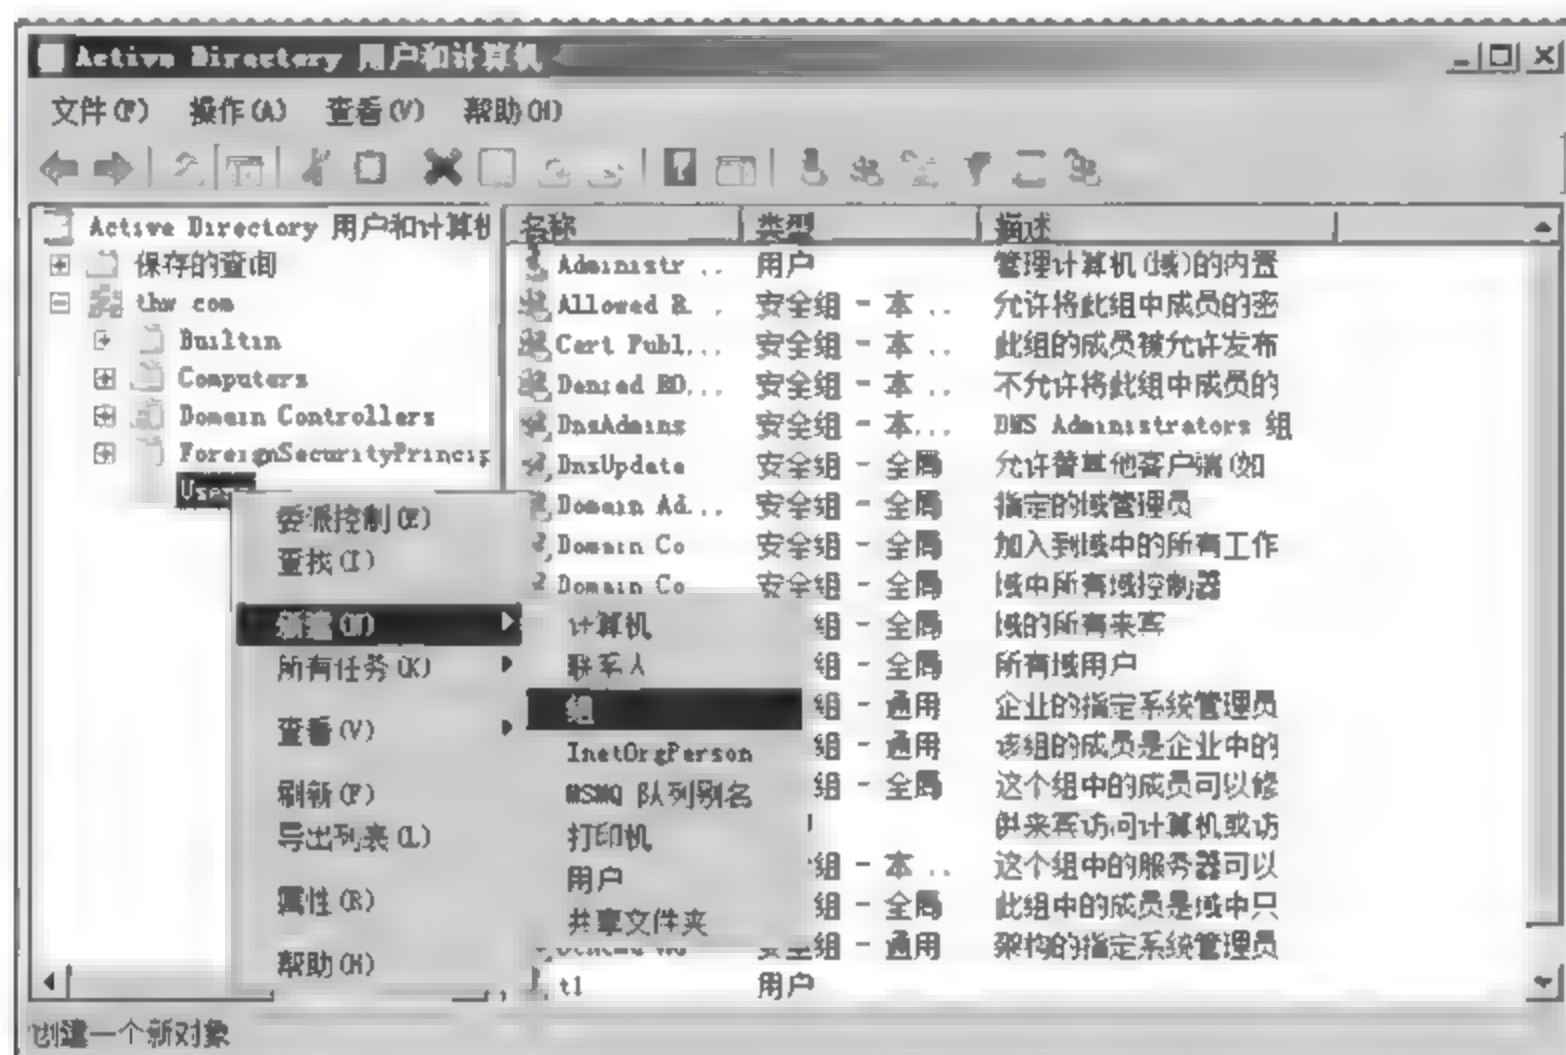 Active Directory 用户和计算机
文件(F) 操作(A) 查看(V) 帮助(H)
Active Directory 用户和计算机
保存的查询
thw com
Builtin
Computers
Domain Controllers
ForeignSecurityPrincip
Users
名称 类型 描述
Administr .. 用户 管理计算机(域)的内置
Allowed R. . 安全组 - 本 .. 允许将此组中成员的密
Cert Publ... 安全组 - 本 .. 此组的成员被允许发布
Denied RO... 安全组 - 本 .. 不允许将此组中成员的
DnsAdmins 安全组 - 本... DNS Administrators 组
DnsUpdate 安全组 - 全局 允许替其他客户端(如
Domain Ad... 安全组 - 全局 指定的域管理员
Domain Co 安全组 - 全局 加入到域中的所有工作
Domain Co 安全组 - 全局 域中所有域控制器
组 - 全局 域的所有来宾
组 - 全局 所有域用户
组 - 通用 企业的指定系统管理员
组 - 通用 该组的成员是企业中的
组 - 全局 这个组中的成员可以修
供来宾访问计算机或访
组 - 本 .. 这个组中的服务器可以
组 - 全局 此组中的成员是域中只
安全组 - 通用 架构的指定系统管理员
t1 用户
委派控制(E)
查找(I)
新建(N)
所有任务(K)
查看(V)
刷新(F)
导出列表(L)
属性(R)
帮助(H)
计算机
联系人
组
InetOrgPerson
MSMQ 队列别名
打印机
用户
共享文件夹
创建一个新对象